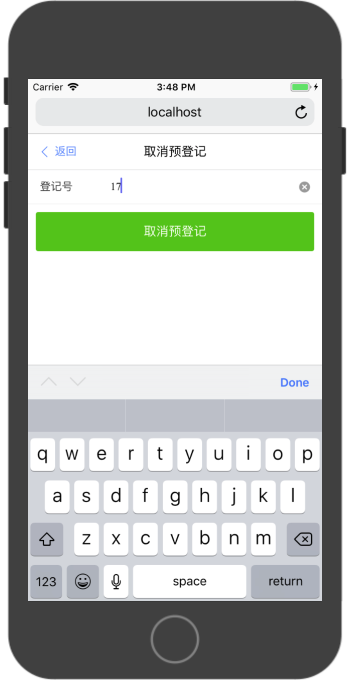 Carrier 3:48 PM
localhost
返回 取消预登记
登记号 17
取消预登记
Done
q w e r t y u i o p
a s d f g h j k l
z x c v b n m
123 space return